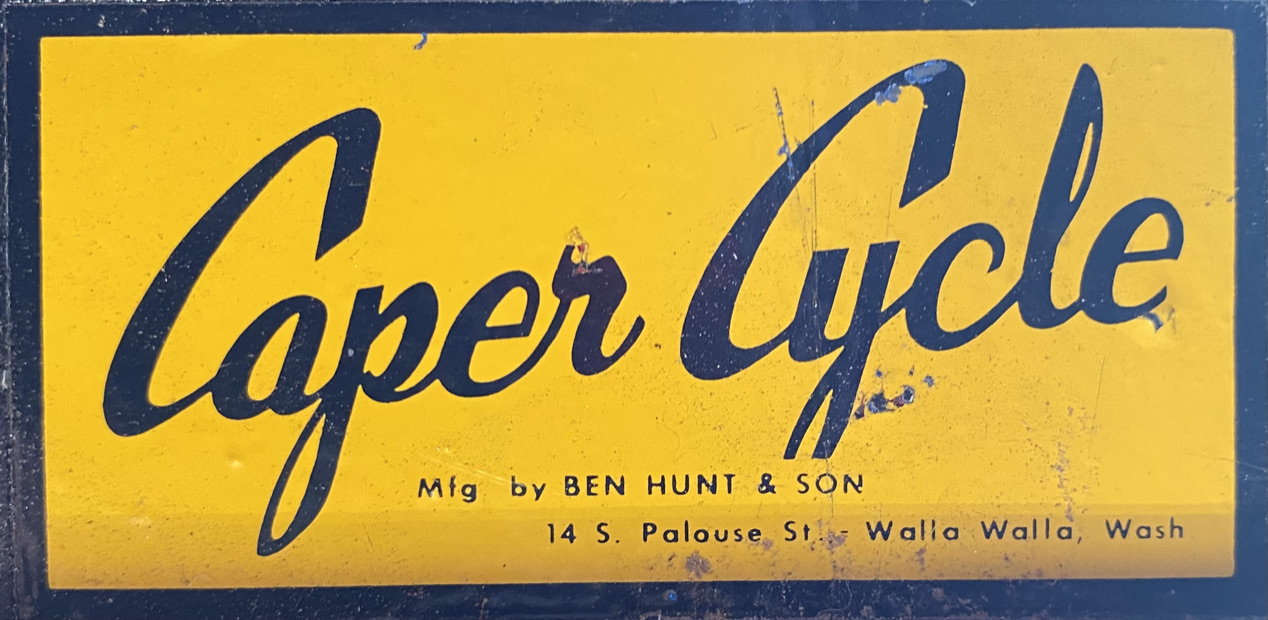 Caper Cycle
Mfg by BEN HUNT & SON
14 S. Palouse St. - Walla Walla, Wash